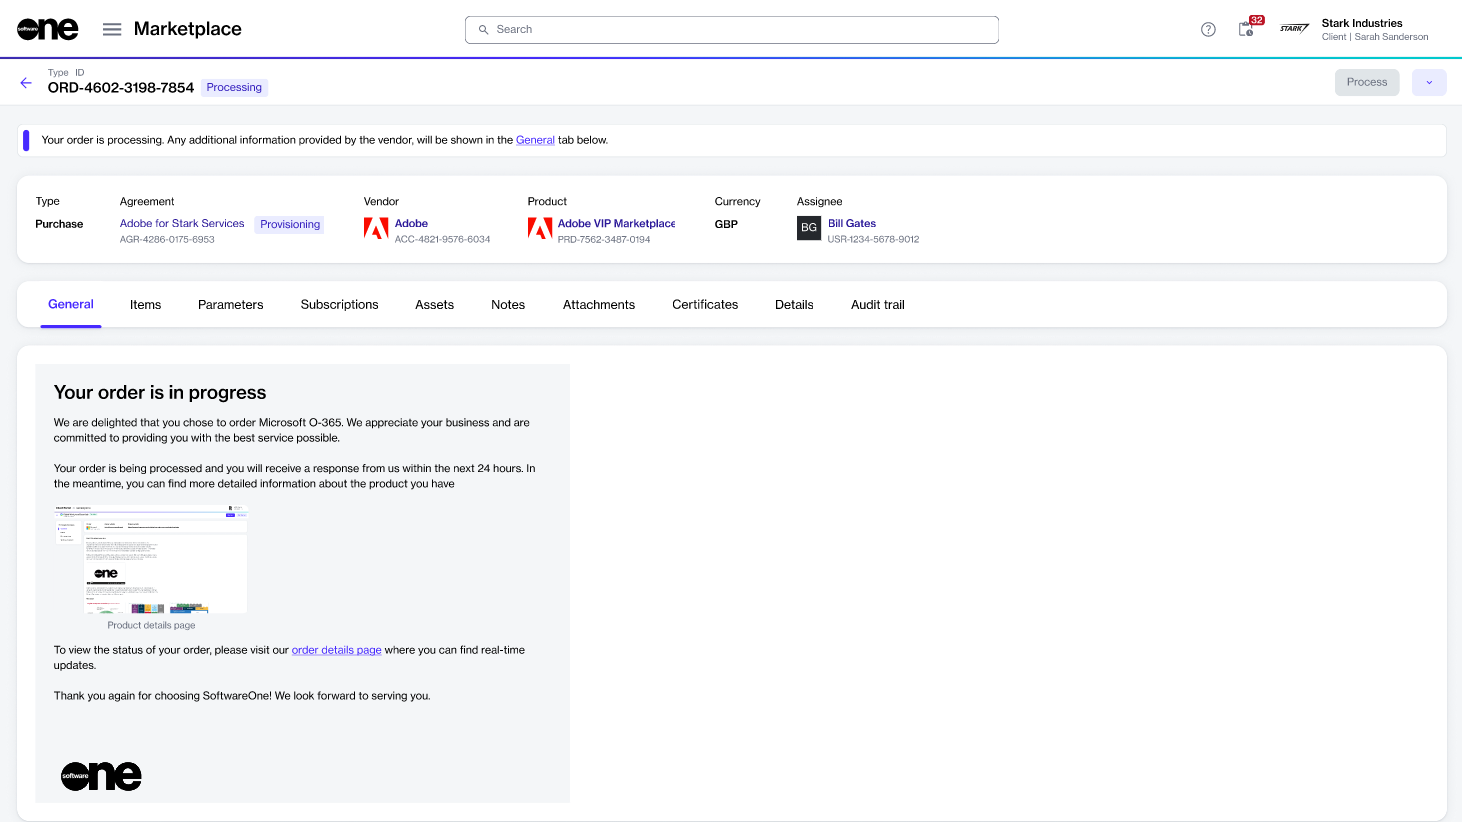 software one
Marketplace
Search
32
STARK
Stark Industries
Client | Sarah Sanderson
Type ID
ORD-4602-3198-7854
Processing
Process
Your order is processing. Any additional information provided by the vendor, will be shown in the General tab below.
Type
Agreement
Vendor
Product
Currency
Assignee
Purchase
Adobe for Stark Services
Provisioning
AGR-4286-0175-6953
Adobe
ACC-4821-9576-6034
Adobe VIP Marketplace
PRD-7562-3487-0194
GBP
BG
Bill Gates
USR-1234-5678-9012
General
Items
Parameters
Subscriptions
Assets
Notes
Attachments
Certificates
Details
Audit trail
Your order is in progress
We are delighted that you chose to order Microsoft O-365. We appreciate your business and are
committed to providing you with the best service possible.
Your order is being processed and you will receive a response from us within the next 24 hours. In
the meantime, you can find more detailed information about the product you have
one
Product details page
To view the status of your order, please visit our order details page where you can find real-time
updates.
Thank you again for choosing SoftwareOne! We look forward to serving you.
software one